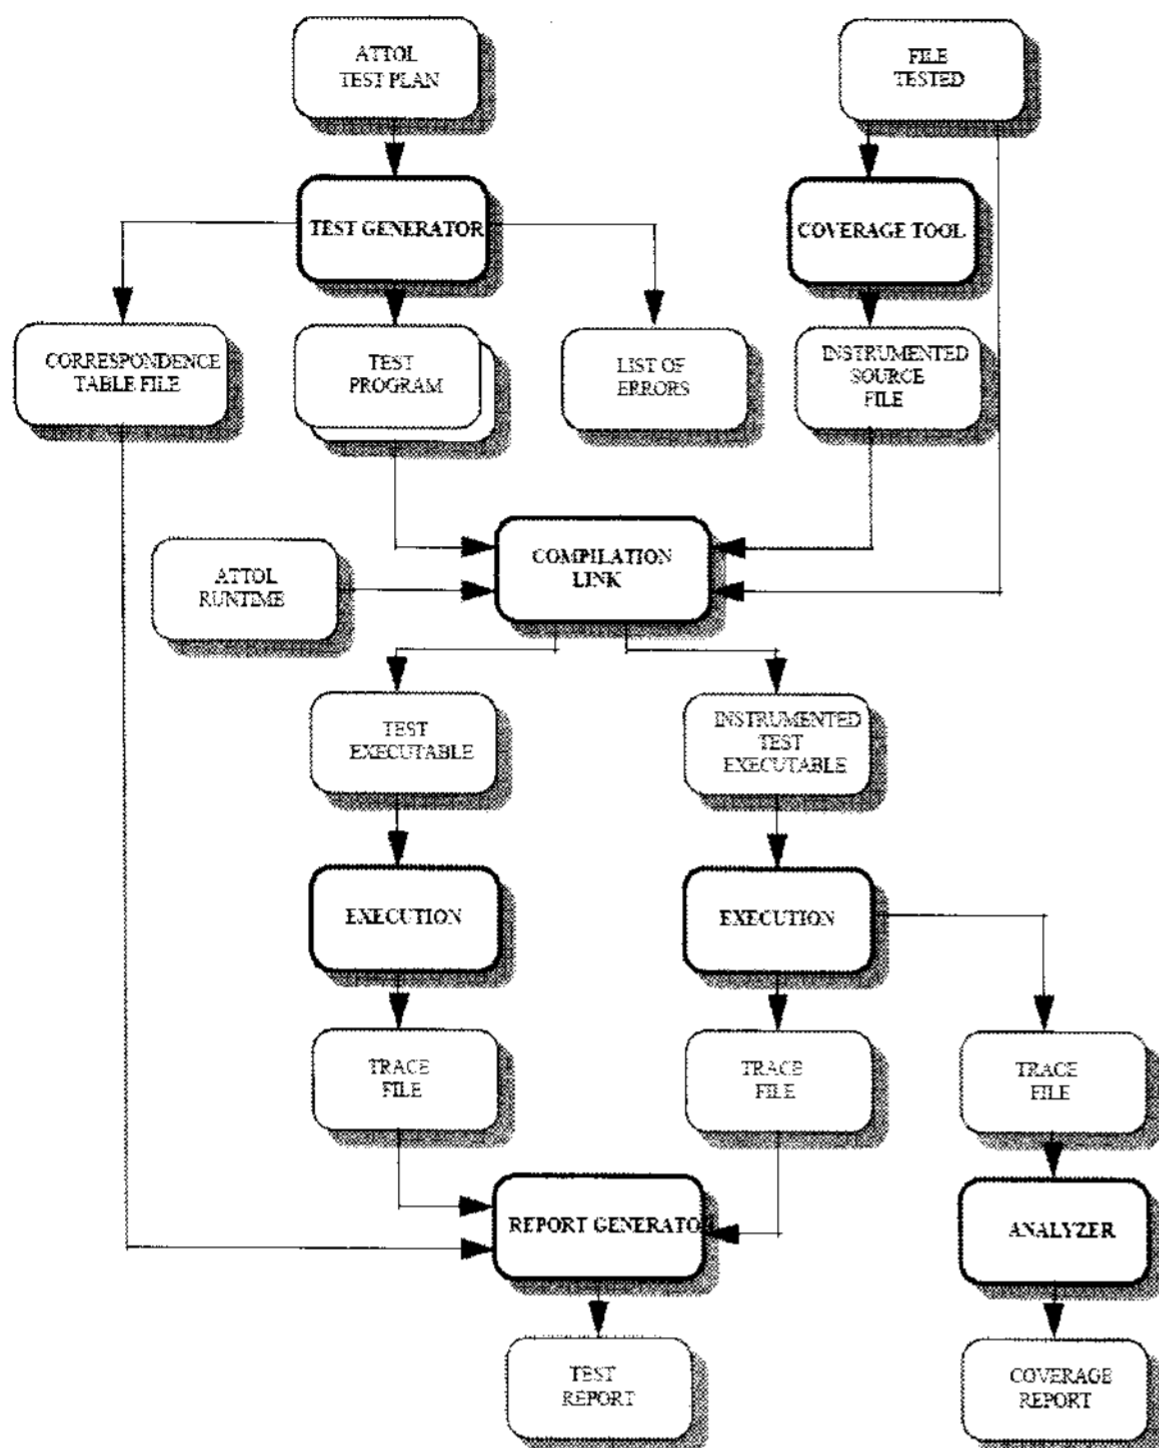 ATTOL
TEST PLAN
FILE
TESTED
TEST GENERATOR
COVERAGE TOOL
CORRESPONDENCE
TABLE FILE
TEST
PROGRAM
LIST OF
ERRORS
INSTRUMENTED
SOURCE
FILE
ATTOL
RUNTIME
COMPILATION
LINK
TEST
EXECUTABLE
INSTRUMENTED
TEST
EXECUTABLE
EXECUTION
EXECUTION
TRACE
FILE
TRACE
FILE
TRACE
FILE
REPORT GENERATOR
ANALYZER
TEST
REPORT
COVERAGE
REPORT